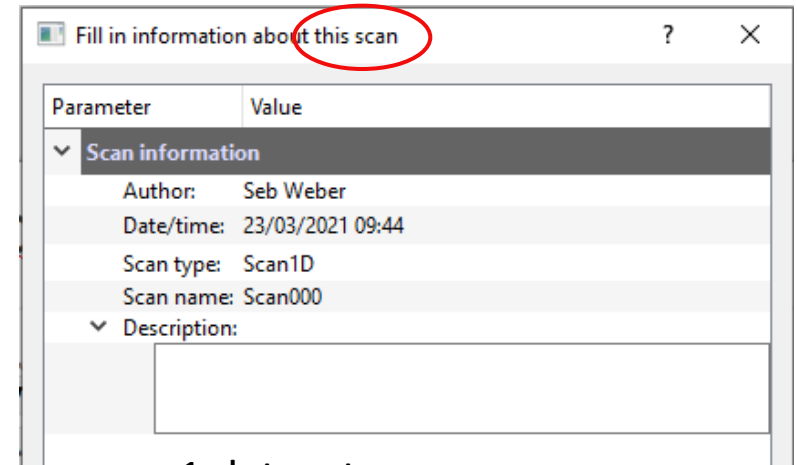 Fill in information about this scan ?
Parameter Value
Scan information
Author: Seb Weber
Date/time: 23/03/2021 09:44
Scan type: Scan1D
Scan name: Scan000
Description: